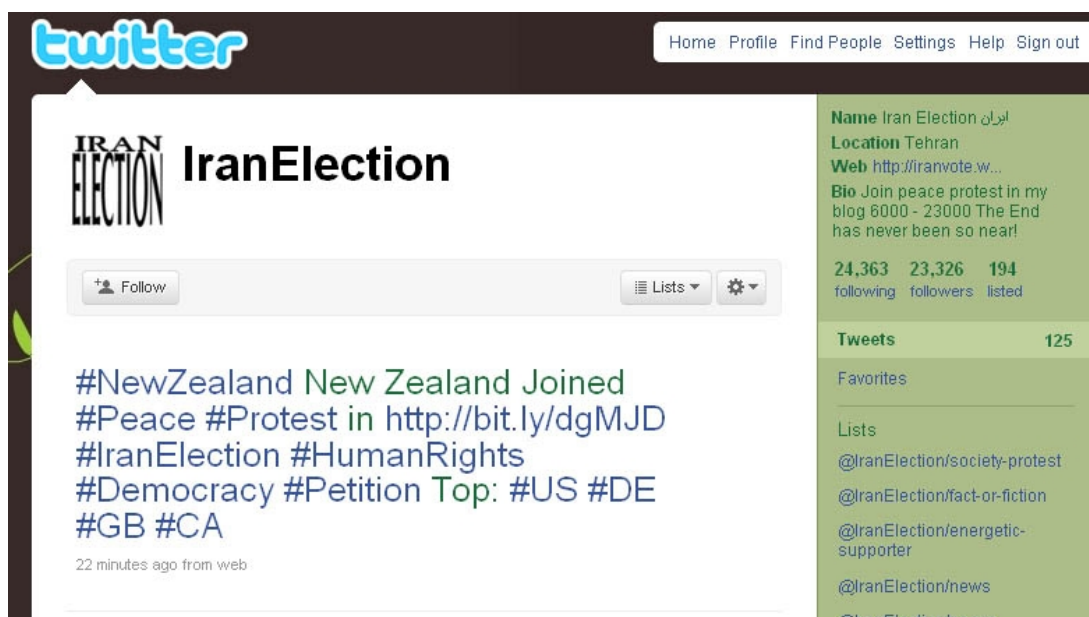 twitter
Home Profile Find People Settings Help Sign out
IRAN
ELECTION
IranElection
Follow
Lists
#NewZealand New Zealand Joined
#Peace #Protest in http://bit.ly/dgMJD
#IranElection #HumanRights
#Democracy #Petition Top: #US #DE
#GB #CA
22 minutes ago from web
Name Iran Election ایران
Location Tehran
Web http://iranvote.w...
Bio Join peace protest in my
blog 6000 - 23000 The End
has never been so near!
24,363 23,326 194
following followers listed
Tweets 125
Favorites
Lists
@IranElection/society-protest
@IranElection/fact-or-fiction
@IranElection/energetic-
supporter
@IranElection/news